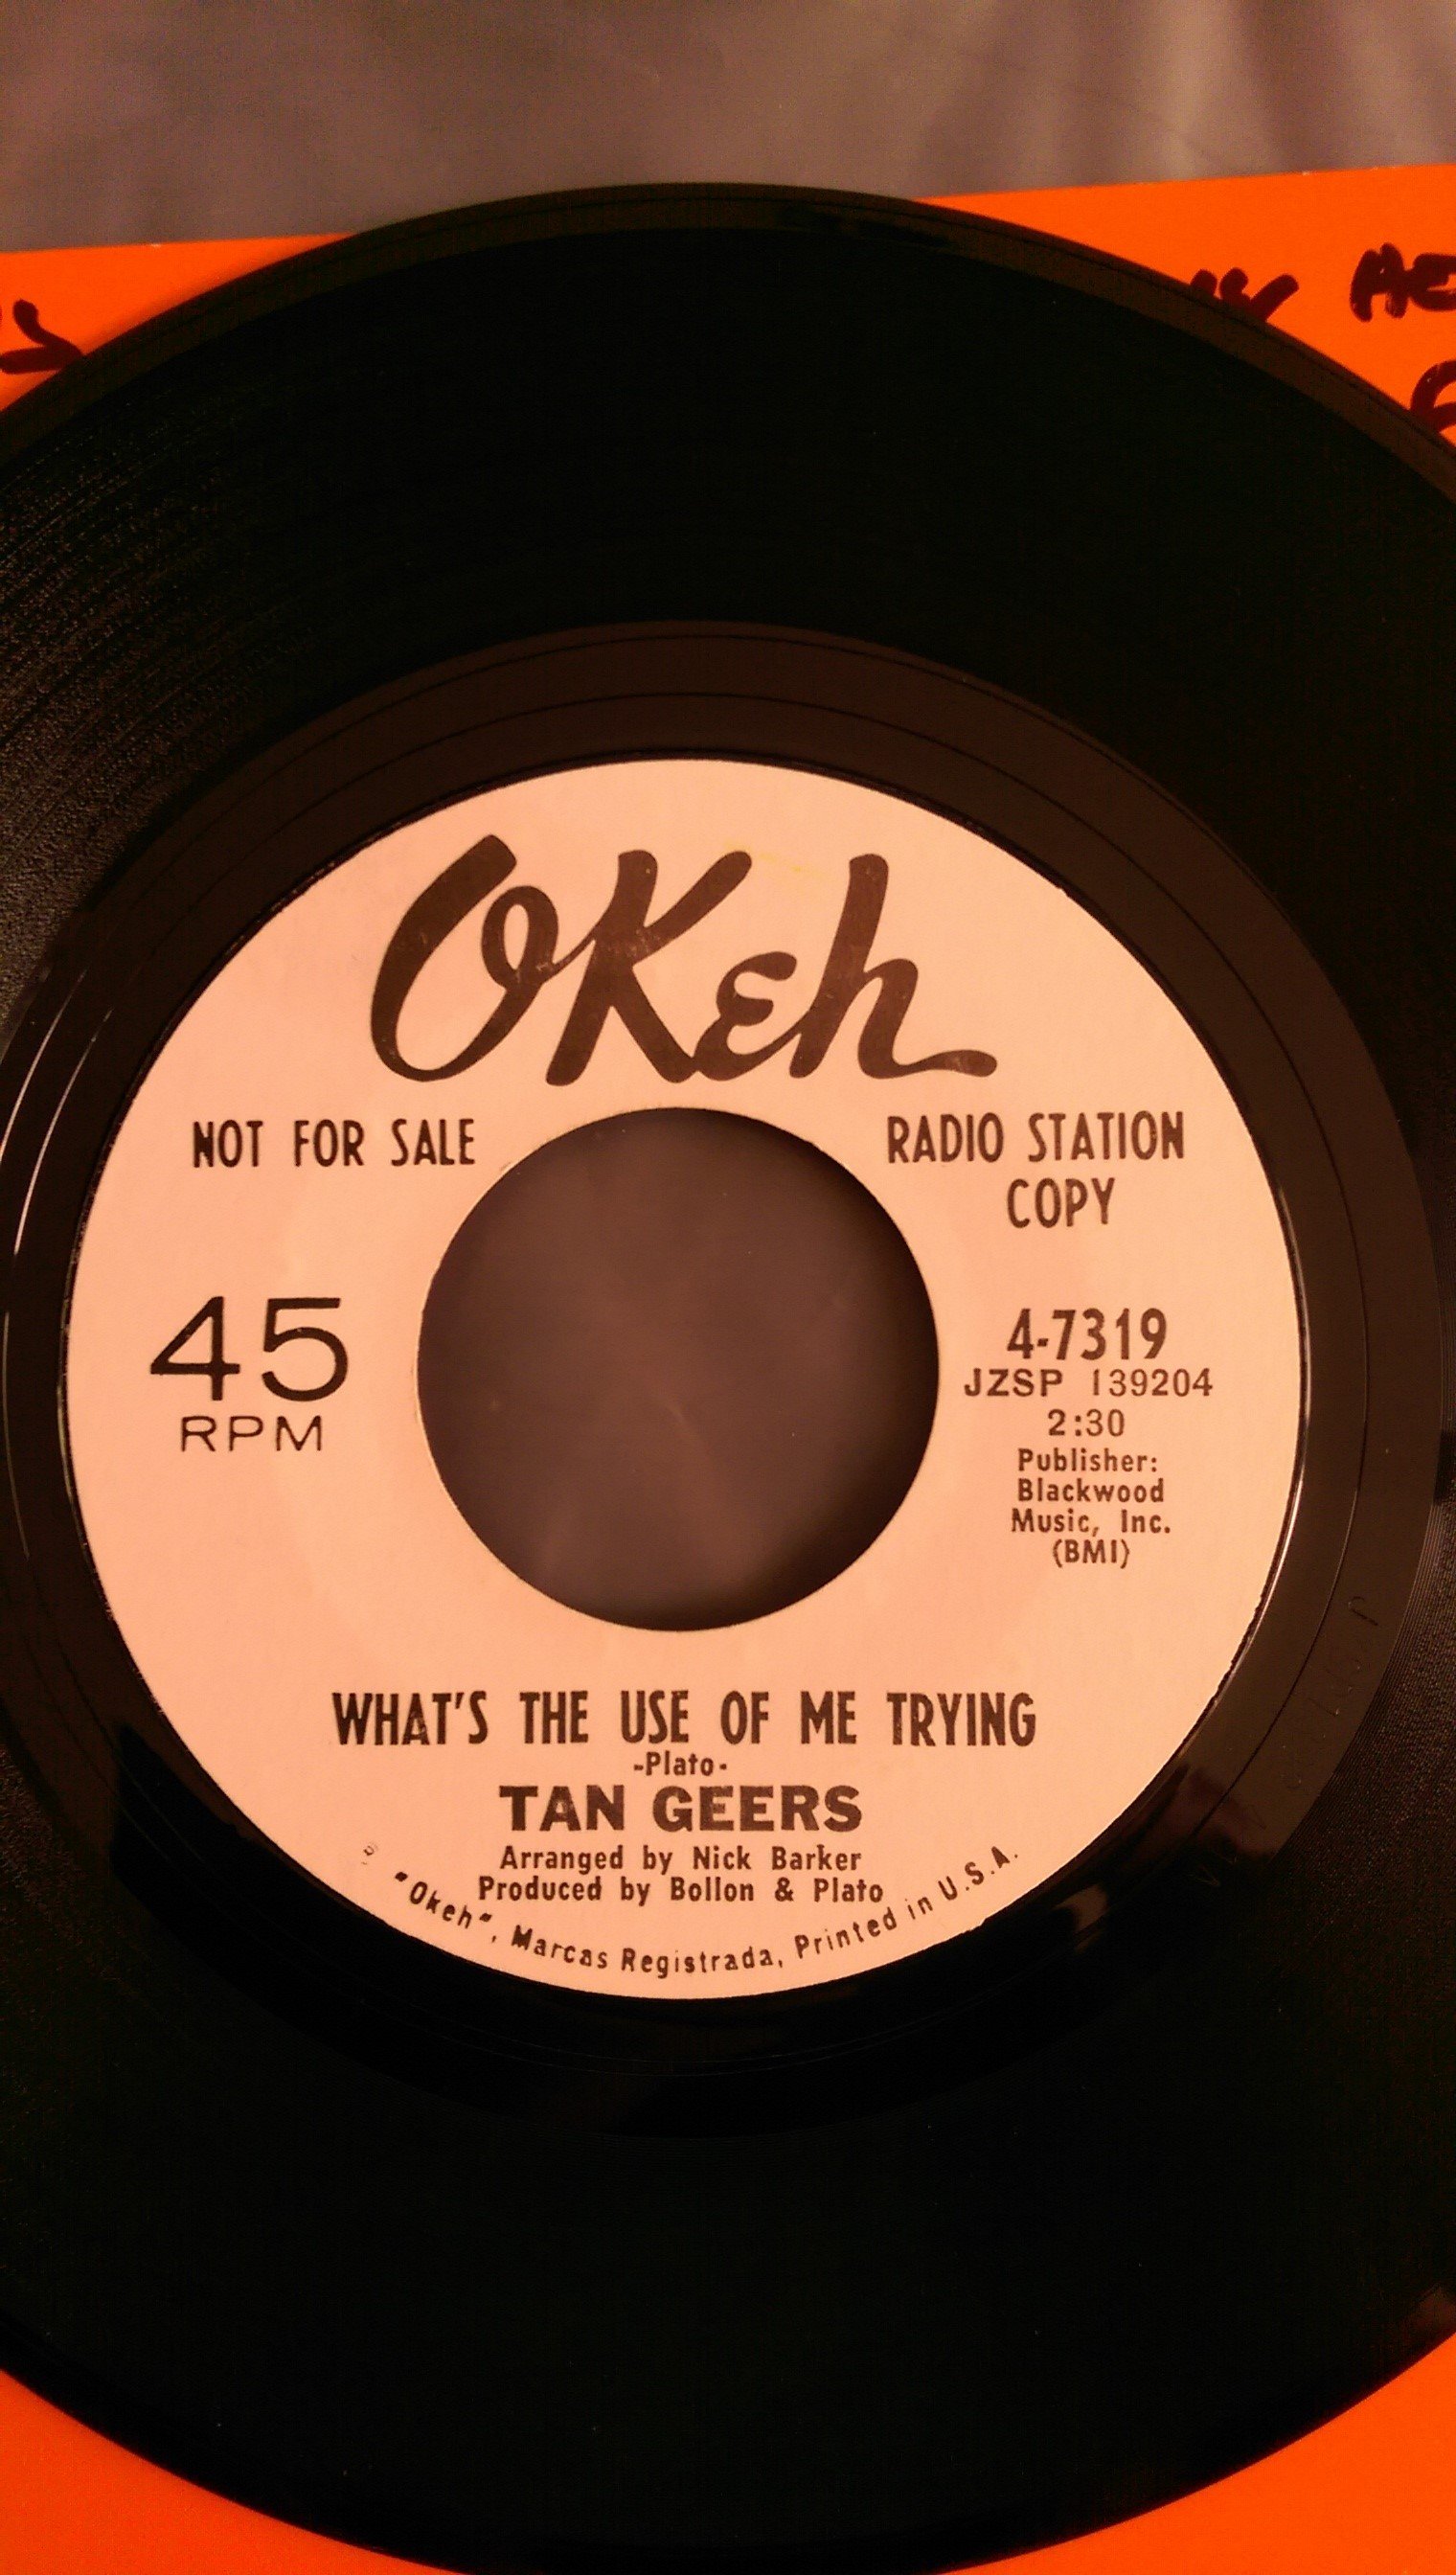 OKeh
NOT FOR SALE
RADIO STATION
COPY
45
RPM
4-7319
JZSP 139204
2:30
Publisher:
Blackwood
Music, Inc.
(BMI)
WHAT'S THE USE OF ME TRYING
-Plato-
TAN GEERS
Arranged by Nick Barker
Produced by Bollon & Plato
"Okeh", Marcas Registrada, Printed in U.S.A.